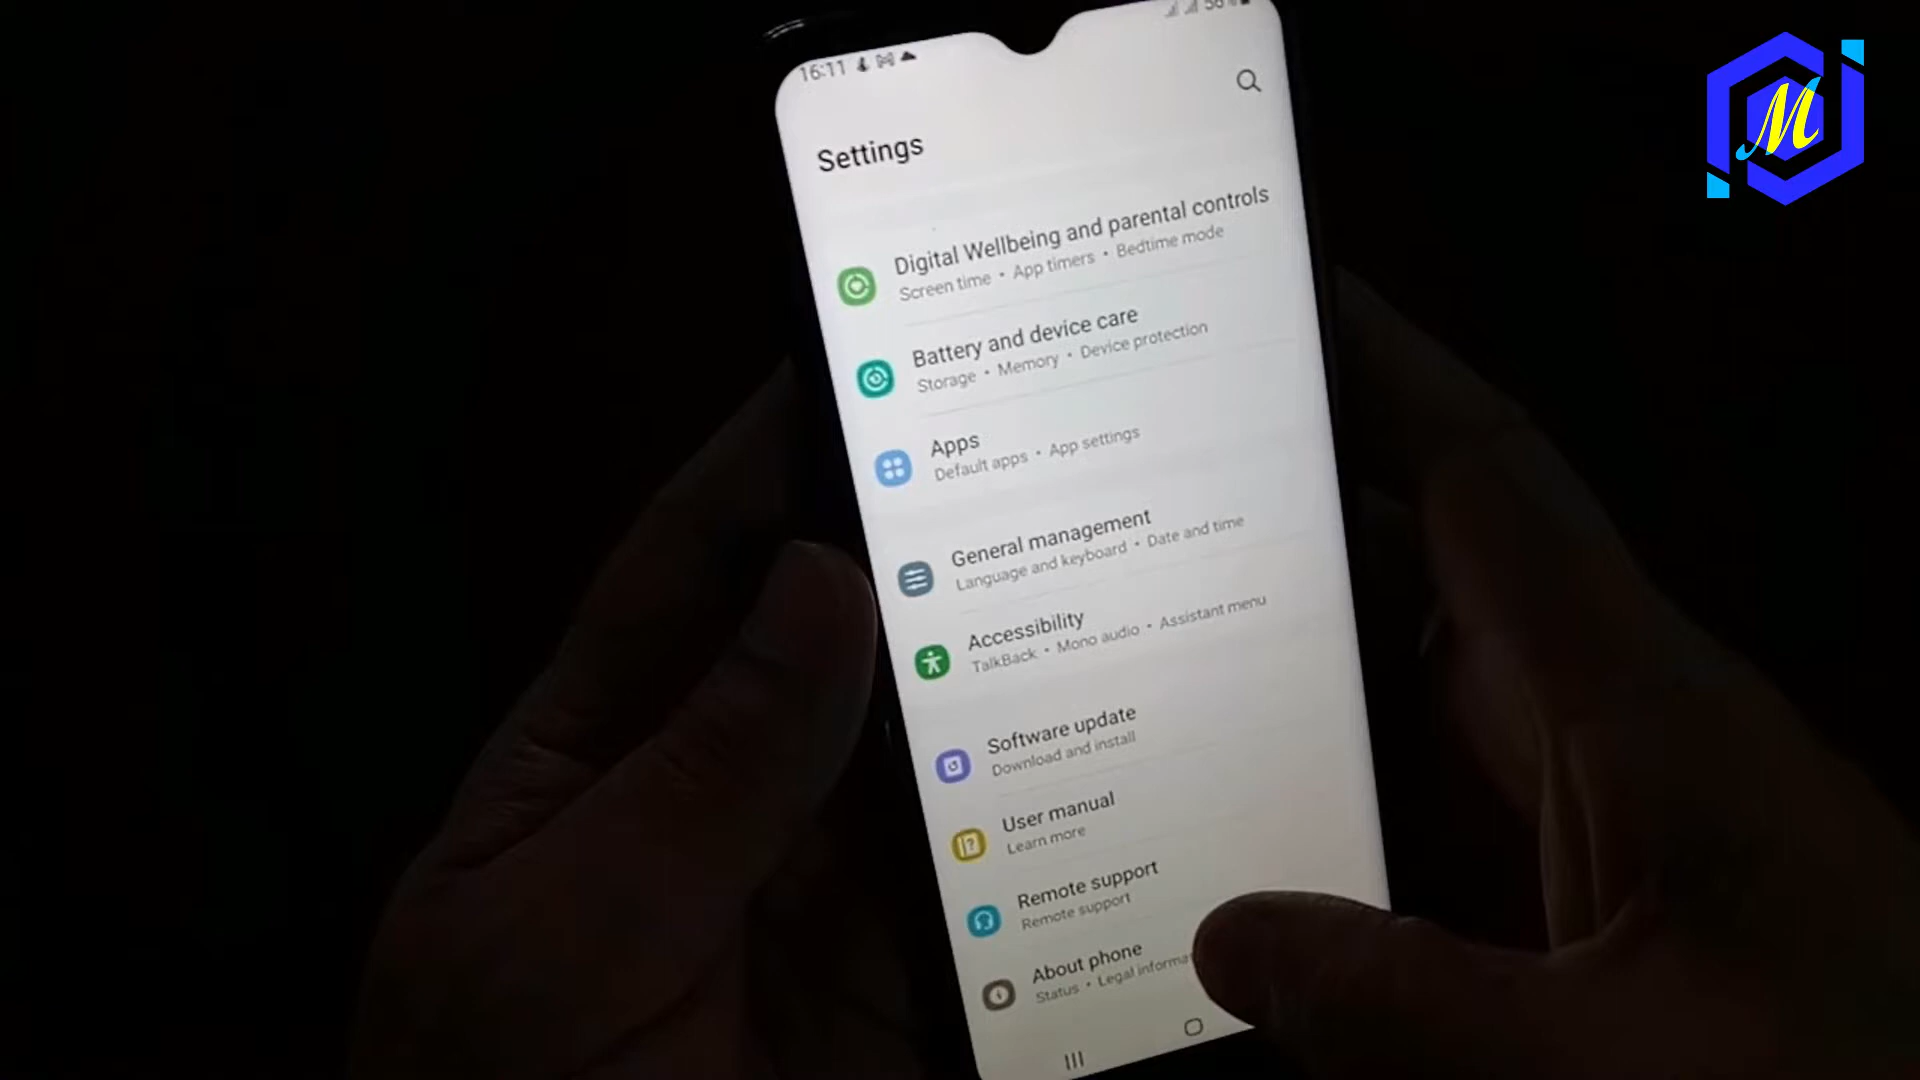 16:11
Settings
Digital Wellbeing and parental controls
Screen time • App timers • Bedtime mode
Battery and device care
Storage • Memory • Device protection
Apps
Default apps • App settings
General management
Language and keyboard • Date and time
Accessibility
TalkBack • Mono audio • Assistant menu
Software update
Download and install
User manual
Learn more
Remote support
Remote support
About phone
Status • Legal
M